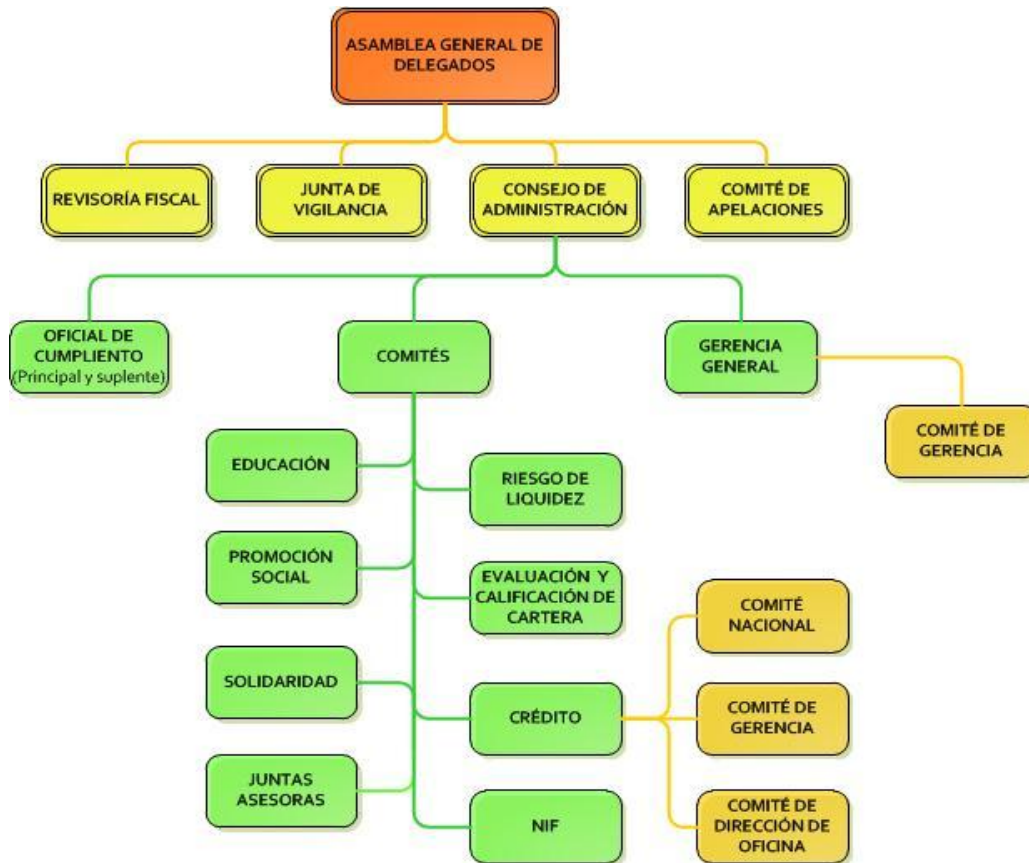 ASAMBLEA GENERAL DE
DELEGADOS
REVISORÍA FISCAL
JUNTA DE
VIGILANCIA
CONSEJO DE
ADMINISTRACIÓN
COMITÉ DE
APELACIONES
OFICIAL DE
CUMPLIENTO
(Principal y suplente)
COMITÉS
GERENCIA
GENERAL
COMITÉ DE
GERENCIA
EDUCACIÓN
RIESGO DE
LIQUIDEZ
PROMOCIÓN
SOCIAL
EVALUACIÓN Y
CALIFICACIÓN DE
CARTERA
COMITÉ
NACIONAL
SOLIDARIDAD
CRÉDITO
COMITÉ DE
GERENCIA
JUNTAS
ASESORAS
NIF
COMITÉ DE
DIRECCIÓN DE
OFICINA